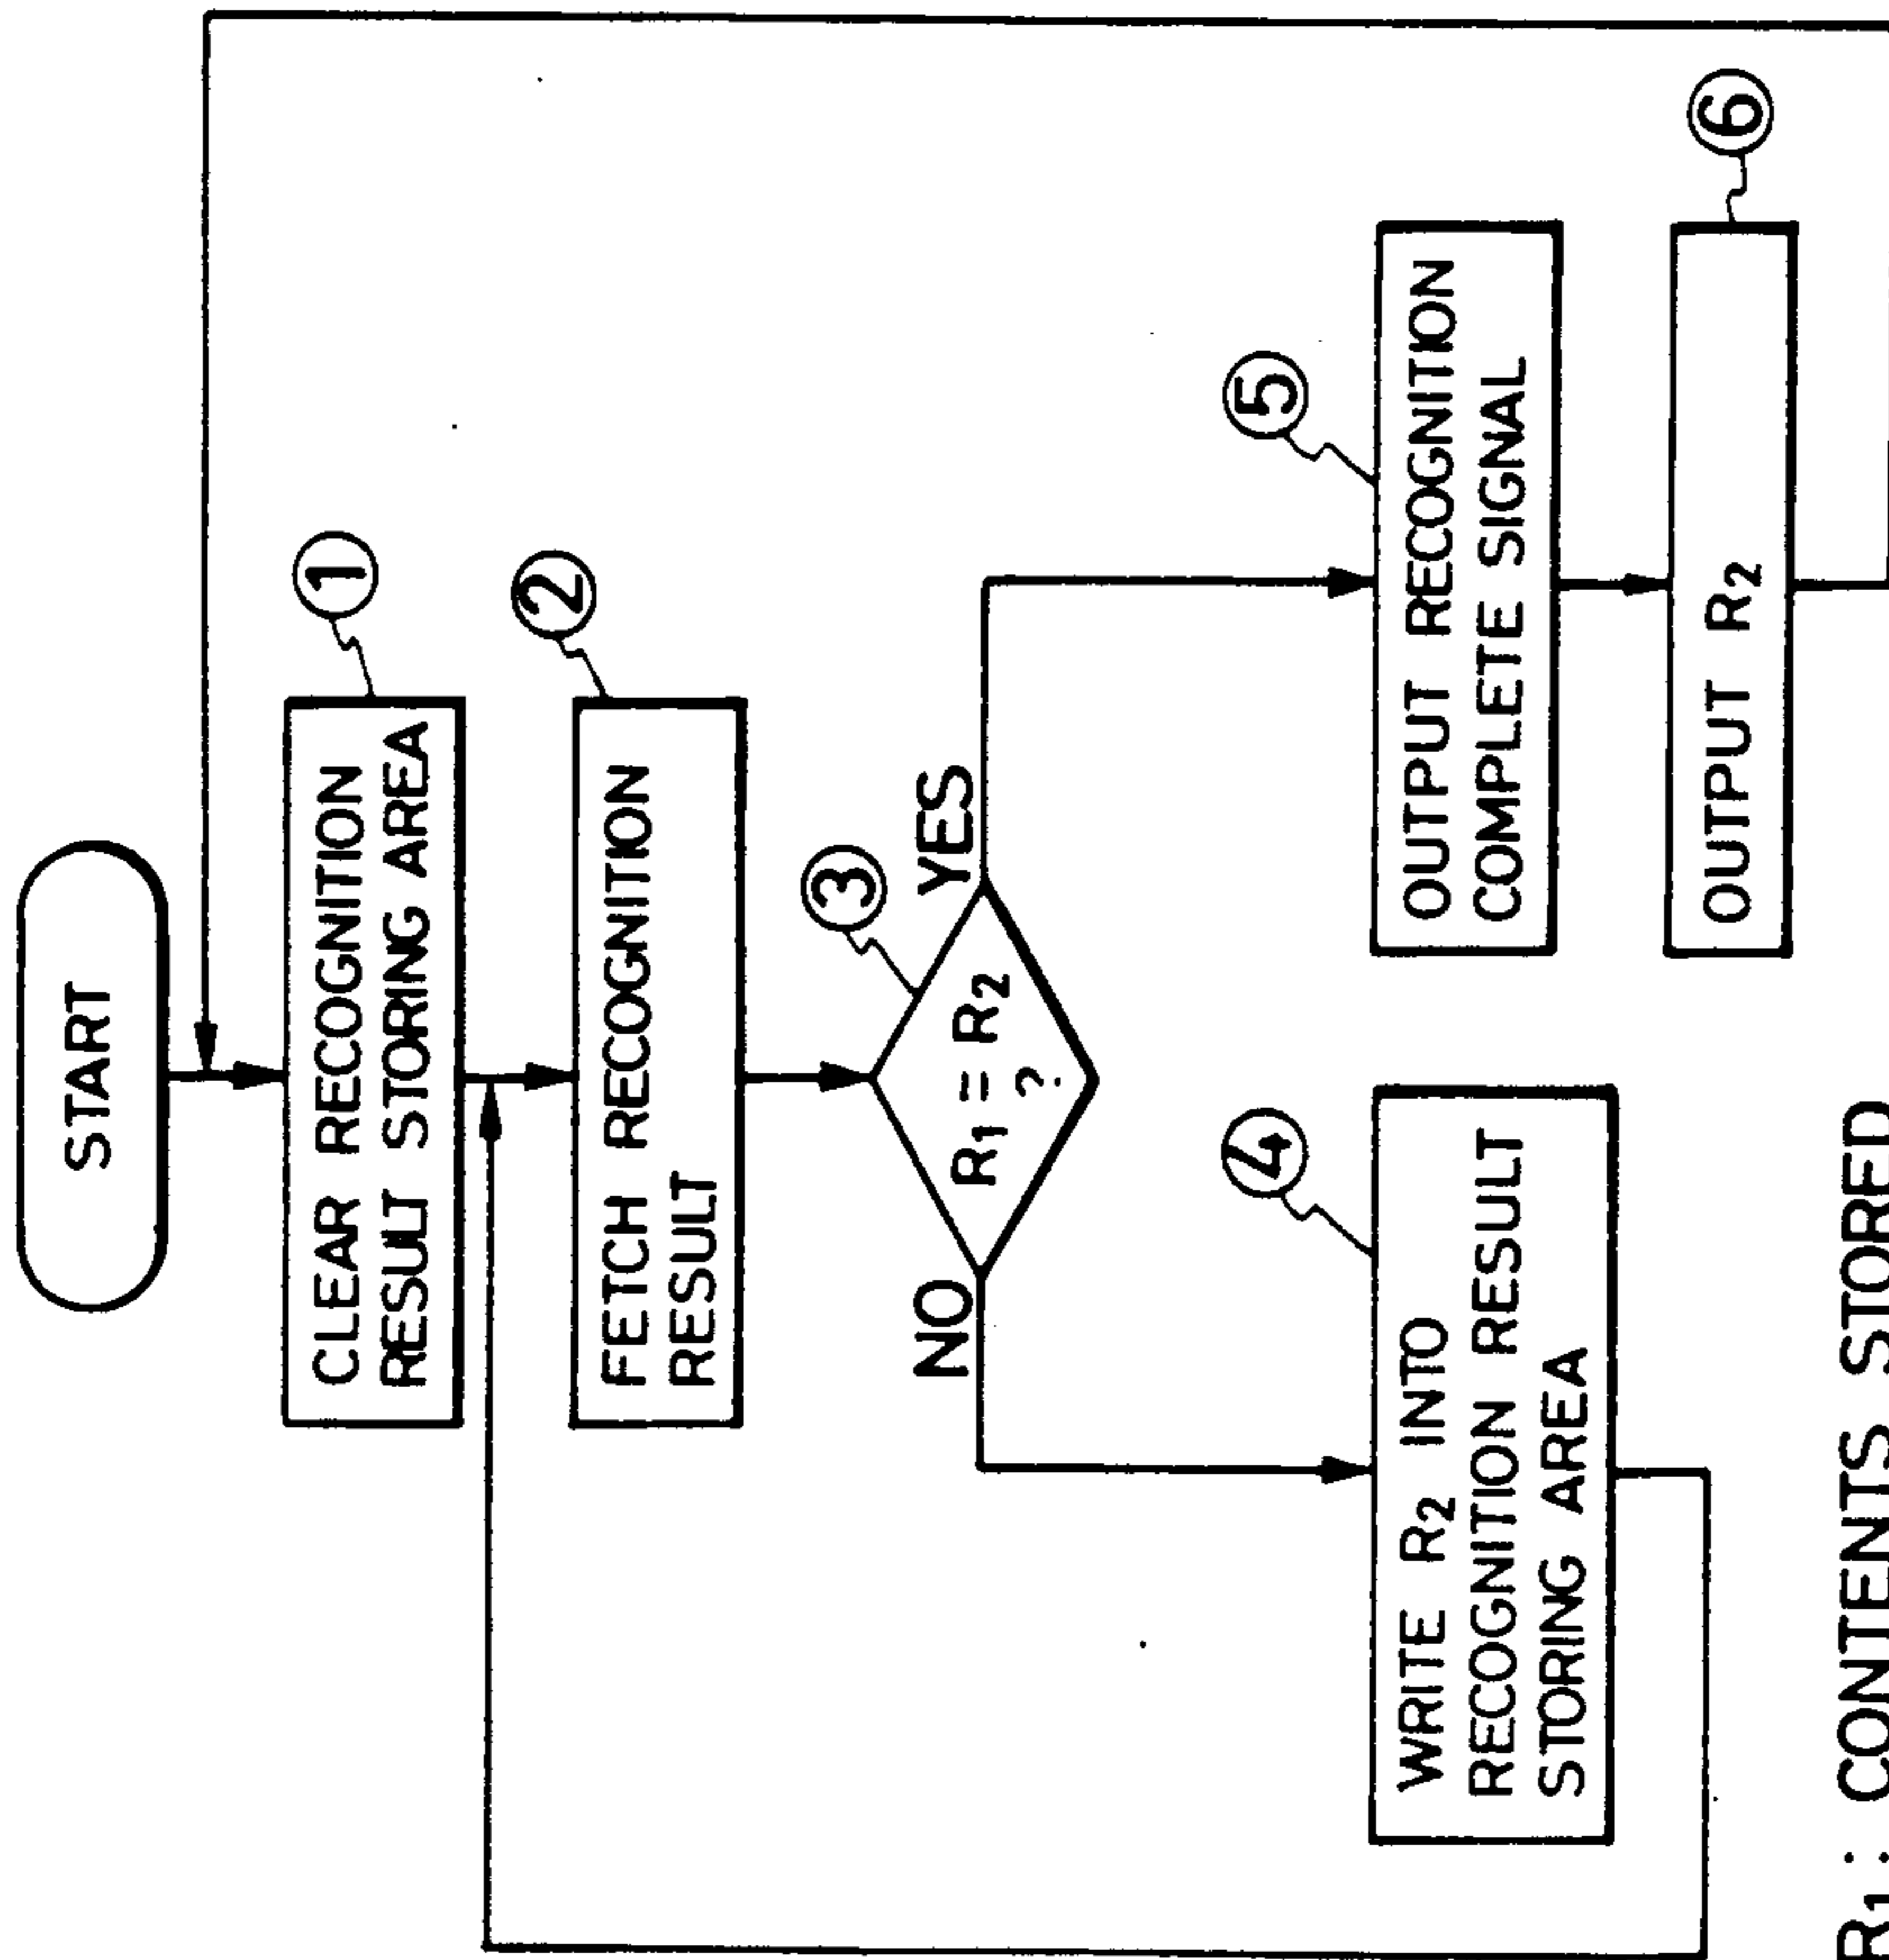 START
①
CLEAR RECOGNITION
RESULT STORING AREA
②
FETCH RECOGNITION
RESULT
③
R₁ = R₂
?
NO
YES
④
WRITE R₂ INTO
RECOGNITION RESULT
STORING AREA
⑤
OUTPUT RECOGNITION
COMPLETE SIGNAL
⑥
OUTPUT R₂
R₁ : CONTENTS STORED